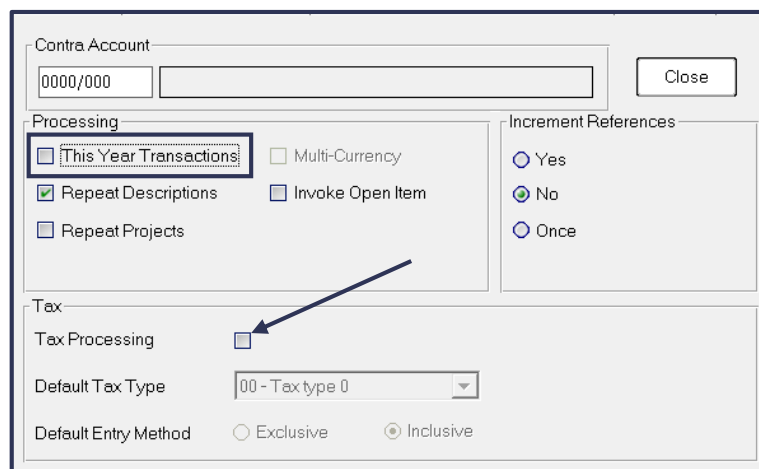 Contra Account
0000/000
Close
Processing
This Year Transactions
Multi-Currency
Repeat Descriptions
Invoke Open Item
Repeat Projects
Increment References
Yes
No
Once
Tax
Tax Processing
Default Tax Type
00 - Tax type 0
Default Entry Method
Exclusive
Inclusive